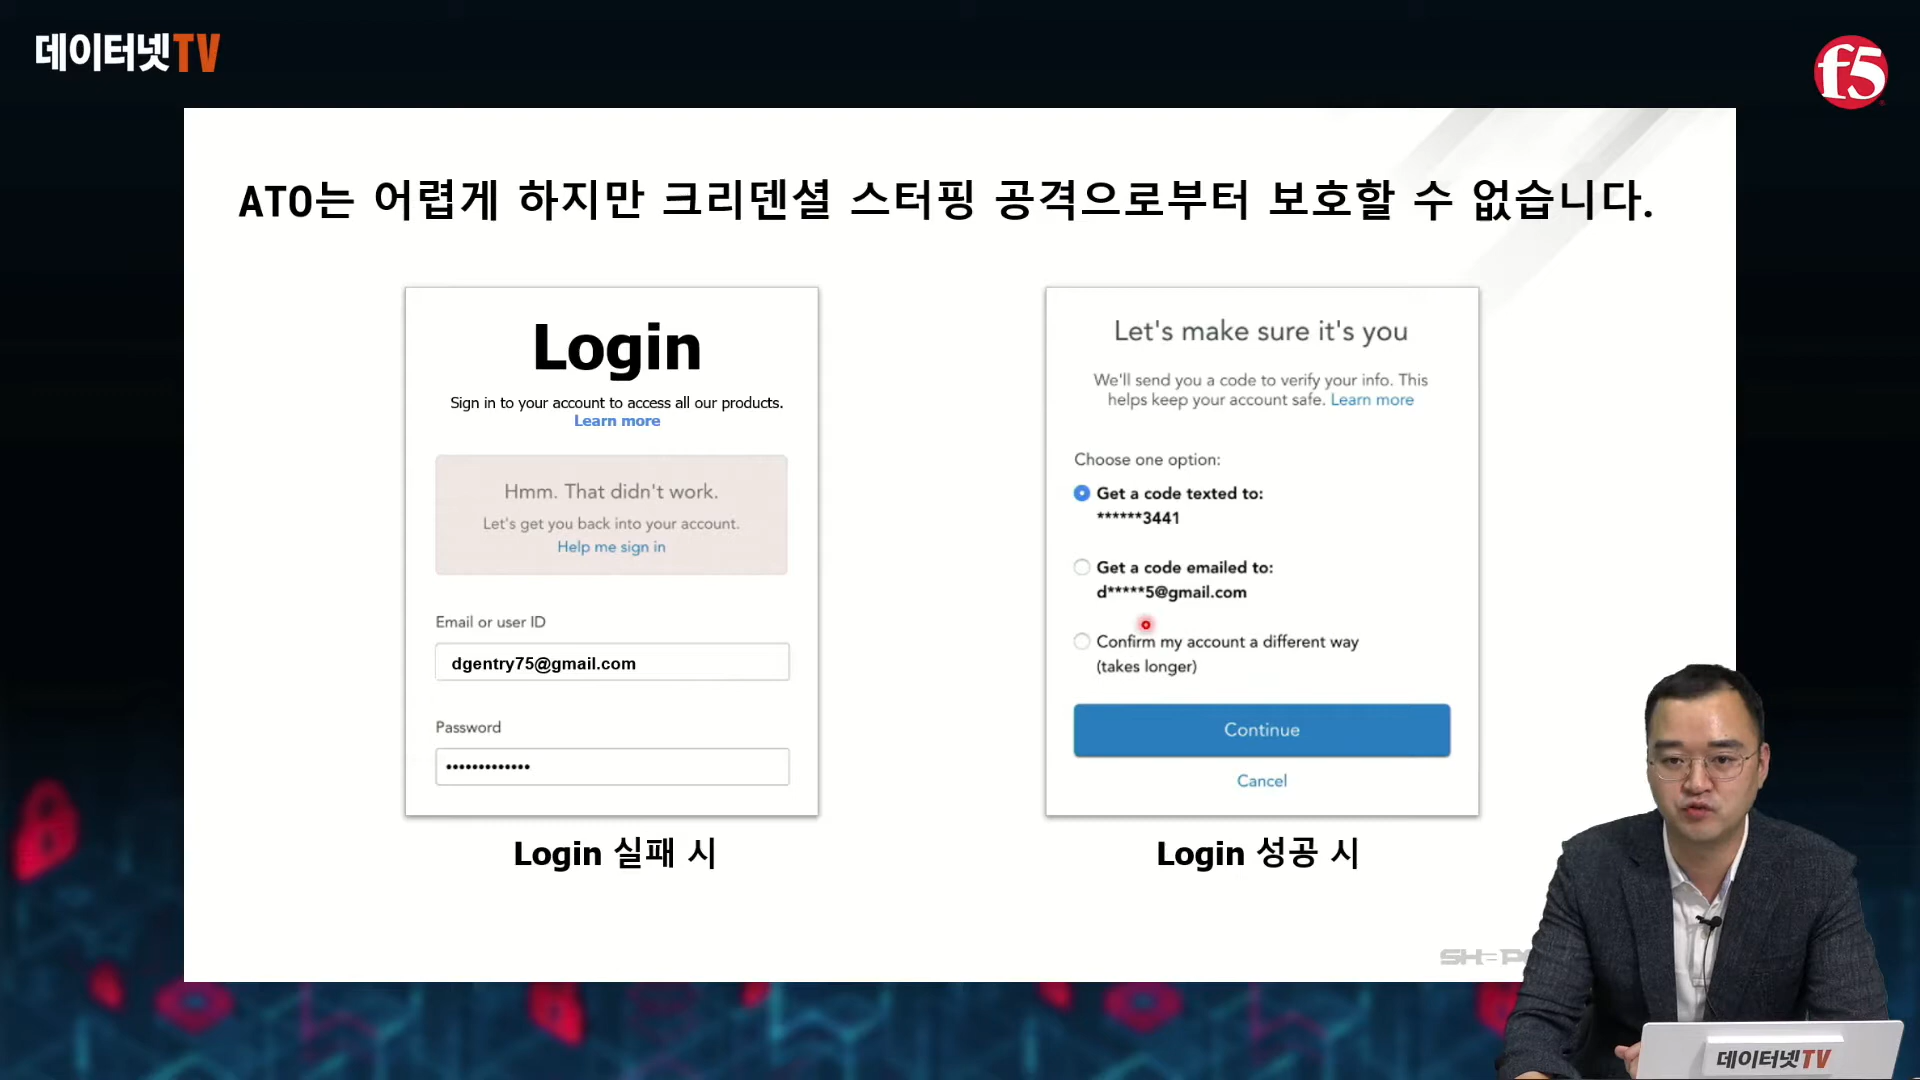 데이터넷TV
f5
ATO는 어렵게 하지만 크리덴셜 스터핑 공격으로부터 보호할 수 없습니다.
Login
Sign in to your account to access all our products.
Learn more
Hmm. That didn't work.
Let's get you back into your account.
Help me sign in
Email or user ID
dgentry75@gmail.com
Password
•••••••••••••
Login 실패 시
Let's make sure it's you
We'll send you a code to verify your info. This
helps keep your account safe. Learn more
Choose one option:
Get a code texted to:
******3441
Get a code emailed to:
d*****5@gmail.com
Confirm my account a different way
(takes longer)
Continue
Cancel
Login 성공 시
데이터넷TV